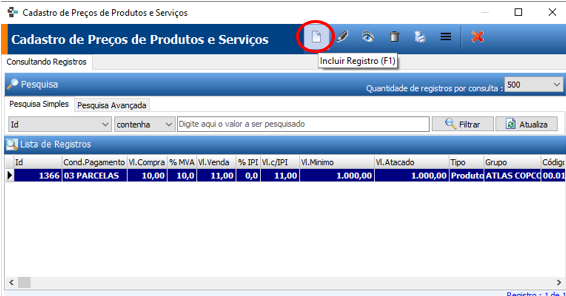 Cadastro de Preços de Produtos e Serviços
Cadastro de Preços de Produtos e Serviços
Incluir Registro (F1)
Consultando Registros
Pesquisa
Quantidade de registros por consulta : 500
Pesquisa Simples Pesquisa Avançada
Id contenha Digite aqui o valor a ser pesquisado Filtrar Atualiza
Lista de Registros
Id Cond.Pagamento Vl.Compra % MVA Vl.Venda % IPI Vl.c/IPI Vl.Minimo Vl.Atacado Tipo Grupo Código
1366 03 PARCELAS 10,00 10,0 11,00 0,0 11,00 1.000,00 1.000,00 Produto ATLAS COPCO 00.01
Registro : 1 de 1